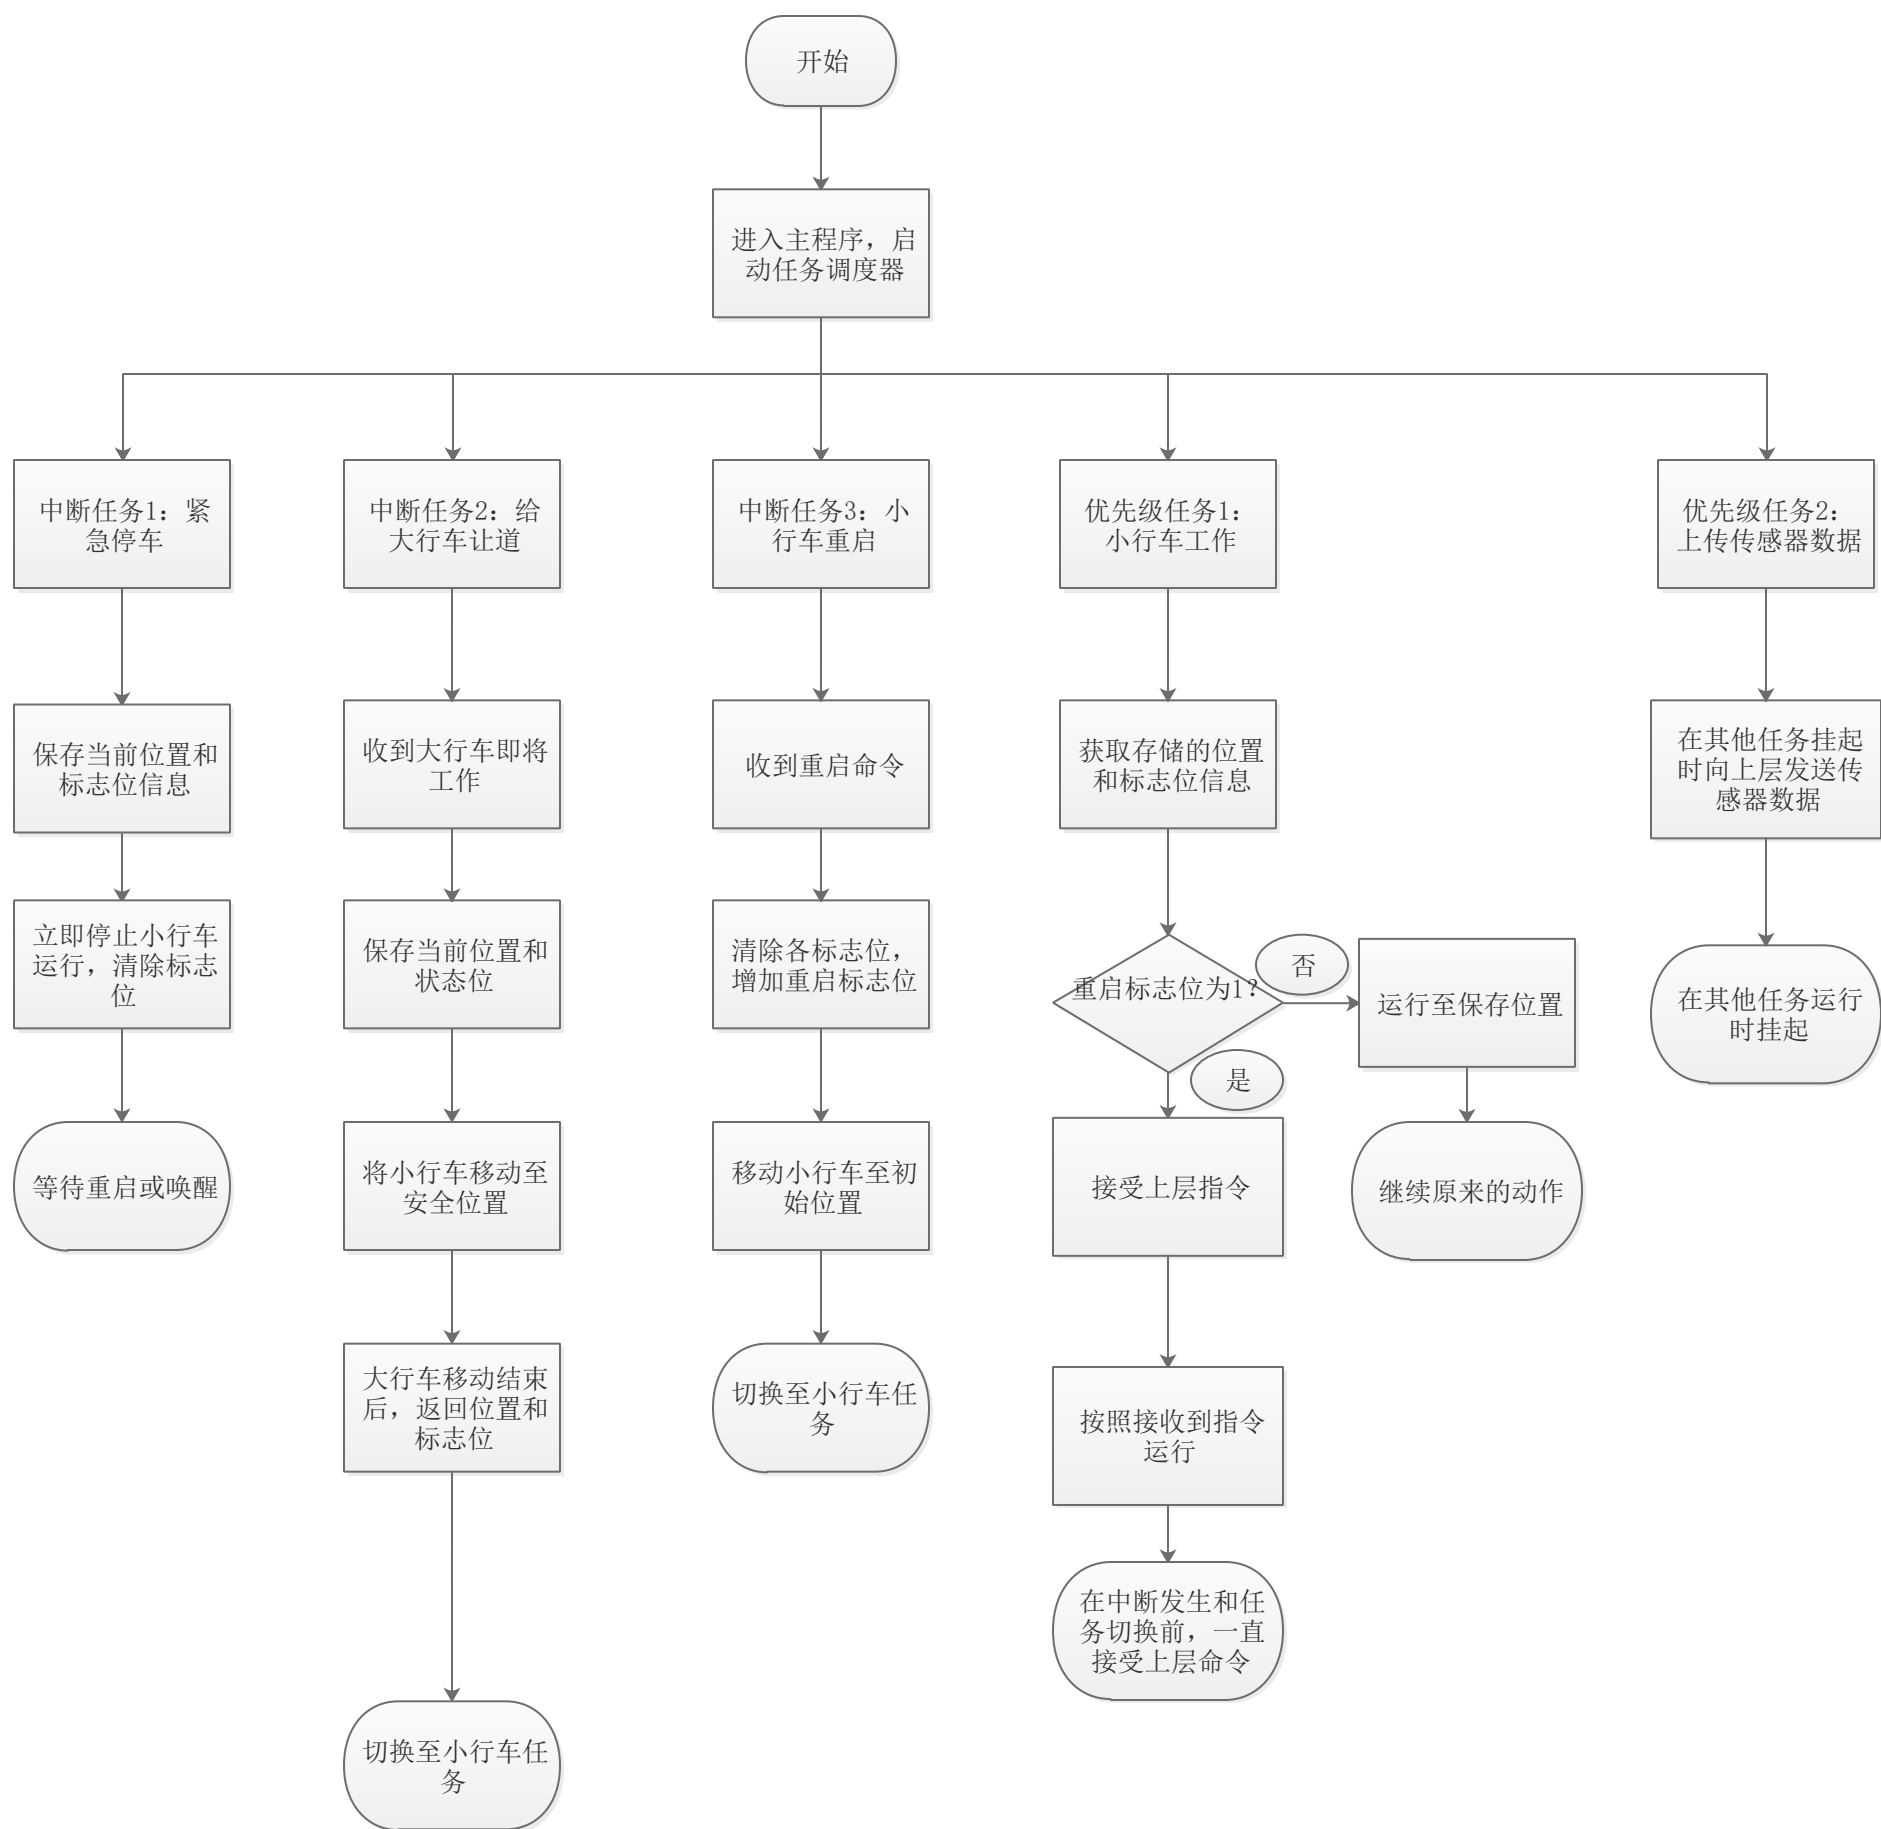 开始
进入主程序，启
动任务调度器
中断任务1：紧
急停车
中断任务2：给
大行车让道
中断任务3：小
行车重启
优先级任务1：
小行车工作
优先级任务2：
上传传感器数据
保存当前位置和
标志位信息
收到大行车即将
工作
收到重启命令
获取存储的位置
和标志位信息
在其他任务挂起
时向上层发送传
感器数据
立即停止小行车
运行，清除标志
位
保存当前位置和
状态位
清除各标志位，
增加重启标志位
重启标志位为1？
否
运行至保存位置
在其他任务运行
时挂起
是
等待重启或唤醒
将小行车移动至
安全位置
移动小行车至初
始位置
接受上层指令
继续原来的动作
大行车移动结束
后，返回位置和
标志位
切换至小行车任
务
按照接收到指令
运行
在中断发生和任
务切换前，一直
接受上层命令
切换至小行车任
务